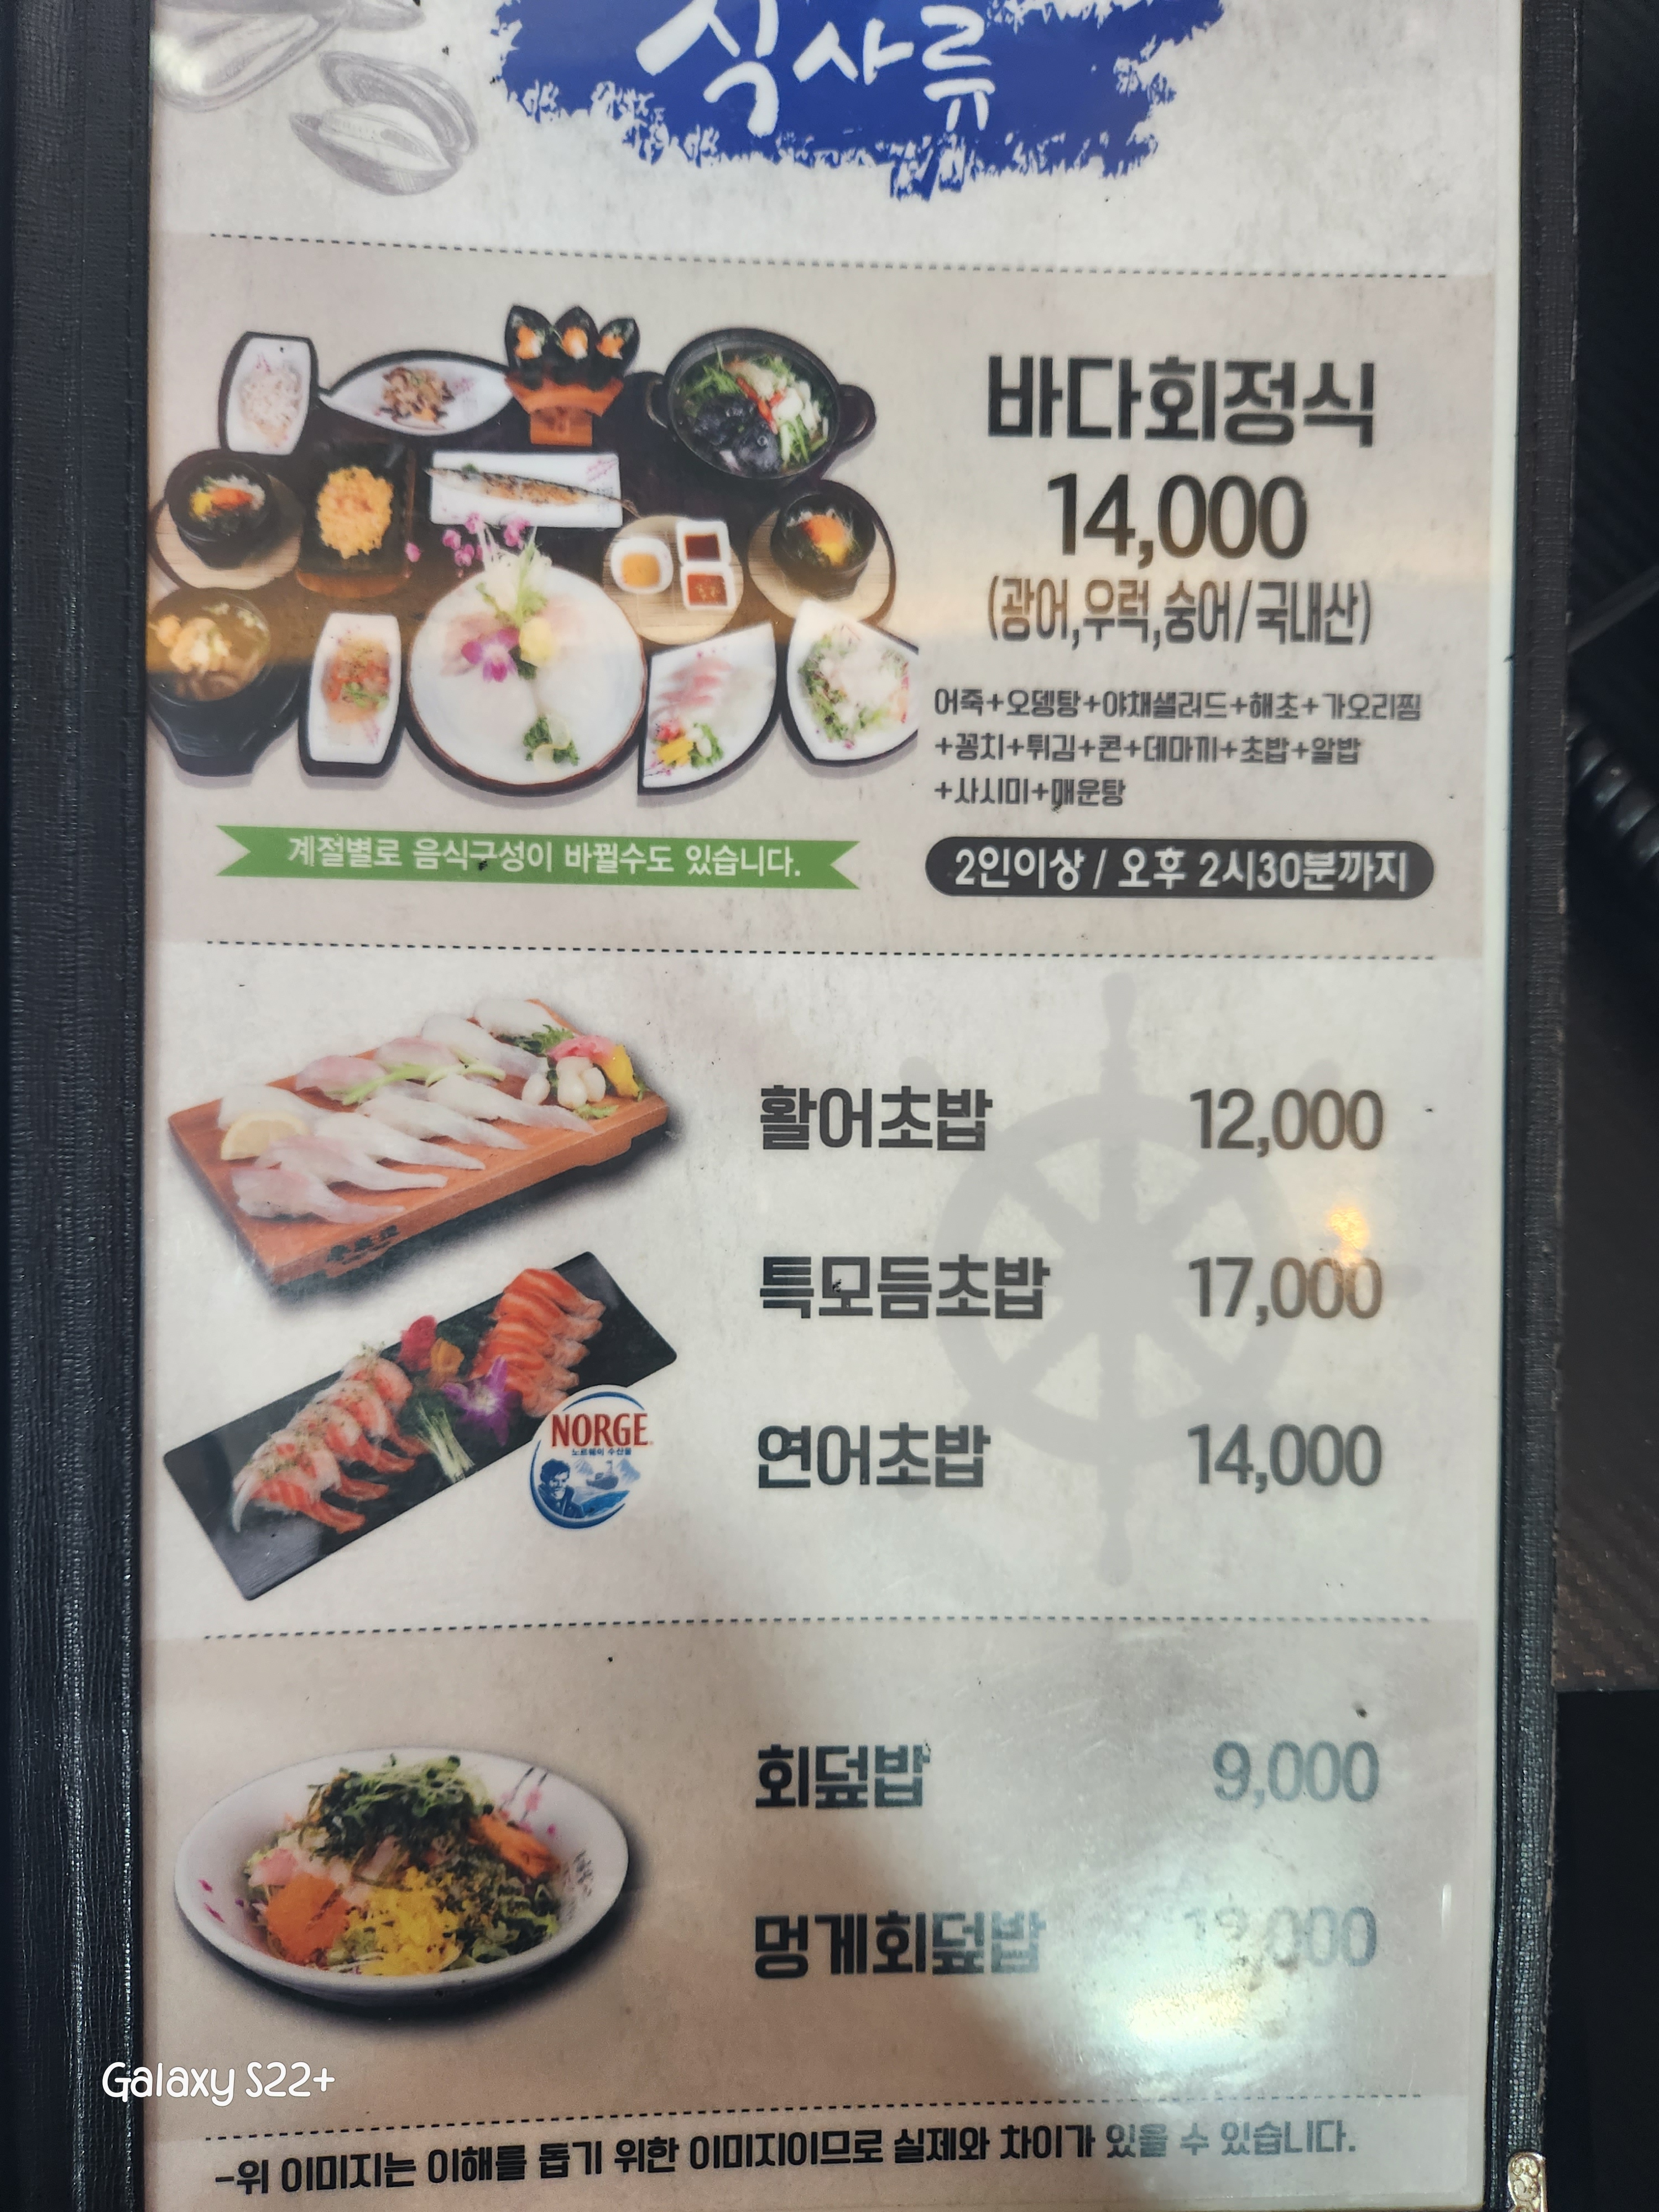 식사류
바다회정식
14,000
(광어,우럭,숭어/국내산)
어죽+오뎅탕+야채샐러드+해초+가오리찜
+꽁치+튀김+콘+데마끼+초밥+알밥
+사시미+매운탕
계절별로 음식구성이 바뀔수도 있습니다.
2인이상 / 오후 2시30분까지
활어초밥 12,000
특모듬초밥 17,000
연어초밥 14,000
NORGE
노르웨이 수산물
회덮밥 9,000
멍게회덮밥
-위 이미지는 이해를 돕기 위한 이미지이므로 실제와 차이가 있을 수 있습니다.
Galaxy S22+